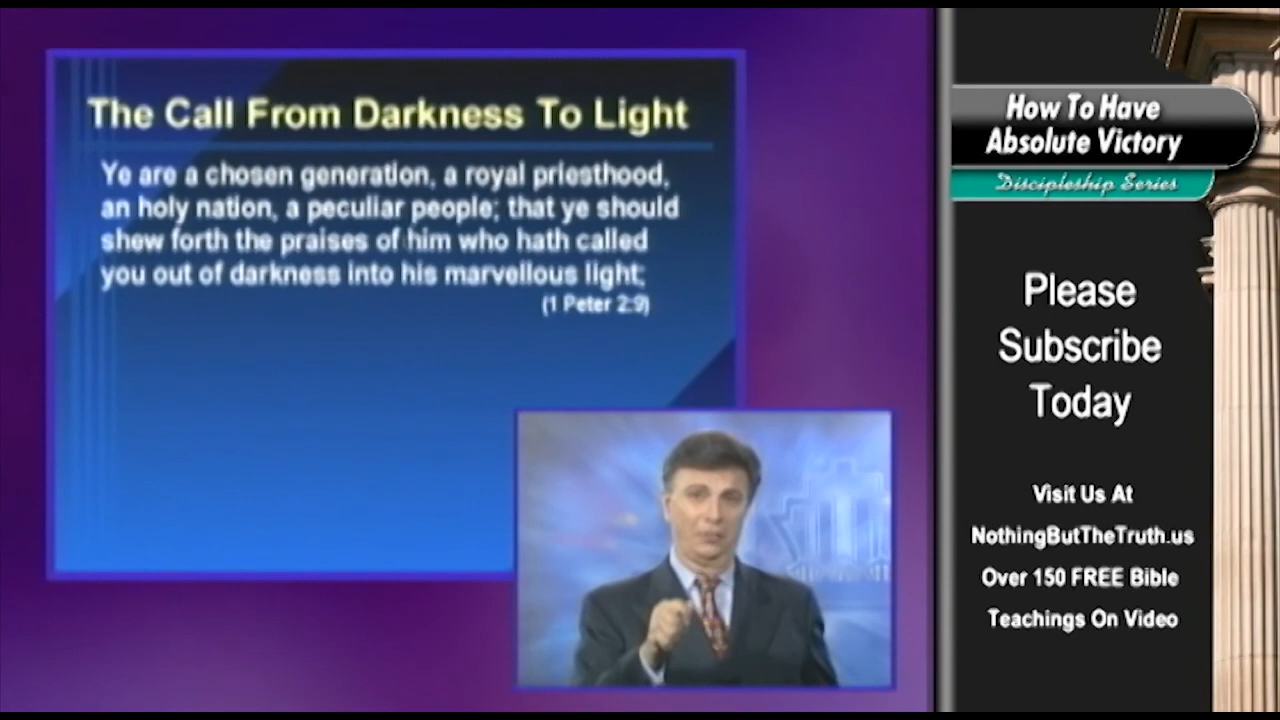 The Call From Darkness To Light
Ye are a chosen generation, a royal priesthood,
an holy nation, a peculiar people; that ye should
shew forth the praises of him who hath called
you out of darkness into his marvellous light;
(1 Peter 2:9)
How To Have
Absolute Victory
Discipleship Series
Please
Subscribe
Today
Visit Us At
NothingButTheTruth.us
Over 150 FREE Bible
Teachings On Video